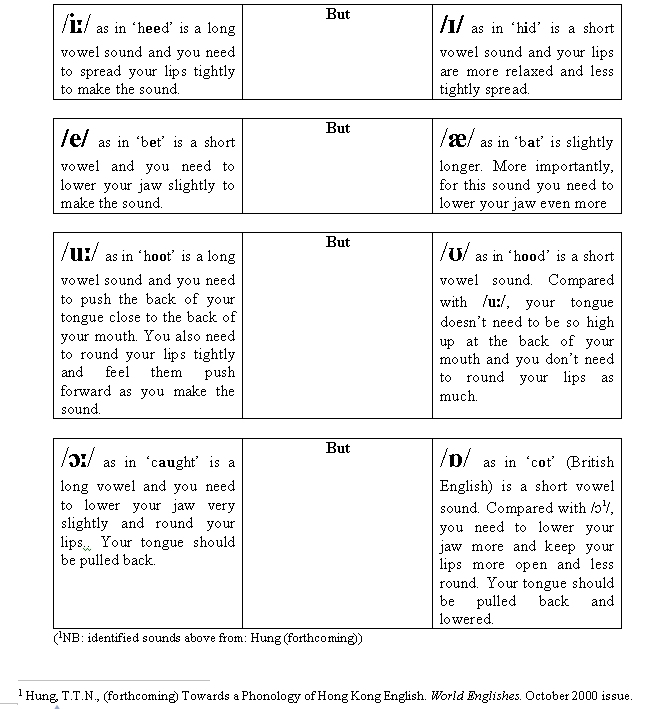 /iː/ as in ‘heed’ is a long
vowel sound and you need
to spread your lips tightly
to make the sound.
But
/ɪ/ as in ‘hid’ is a short
vowel sound and your lips
are more relaxed and less
tightly spread.
/e/ as in ‘bet’ is a short
vowel and you need to
lower your jaw slightly to
make the sound.
But
/æ/ as in ‘bat’ is slightly
longer. More importantly,
for this sound you need to
lower your jaw even more
/uː/ as in ‘hoot’ is a long
vowel sound and you need
to push the back of your
tongue close to the back of
your mouth. You also need
to round your lips tightly
and feel them push
forward as you make the
sound.
But
/ʊ/ as in ‘hood’ is a short
vowel sound. Compared
with /uː/, your tongue
doesn’t need to be so high
up at the back of your
mouth and you don’t need
to round your lips as
much.
/ɔː/ as in ‘caught’ is a
long vowel and you need
to lower your jaw very
slightly and round your
lips. Your tongue should
be pulled back.
But
/ɒ/ as in ‘cot’ (British
English) is a short vowel
sound. Compared with /ɔ¹/,
you need to lower your
jaw more and keep your
lips more open and less
round. Your tongue should
be pulled back and
lowered.
(¹NB: identified sounds above from: Hung (forthcoming))
¹ Hung, T.T.N., (forthcoming) Towards a Phonology of Hong Kong English. World Englishes. October 2000 issue.